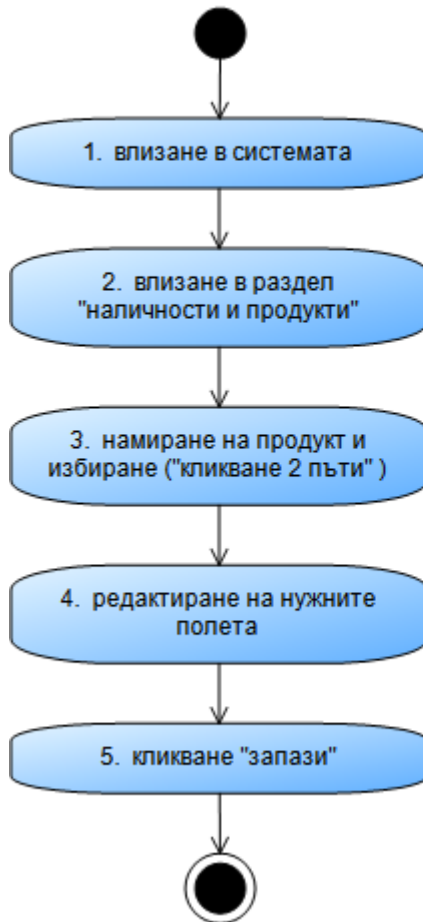 1. влизане в системата
2. влизане в раздел
"наличности и продукти"
3. намиране на продукт и
избиране ("кликване 2 пъти" )
4. редактиране на нужните
полета
5. кликване "запази"